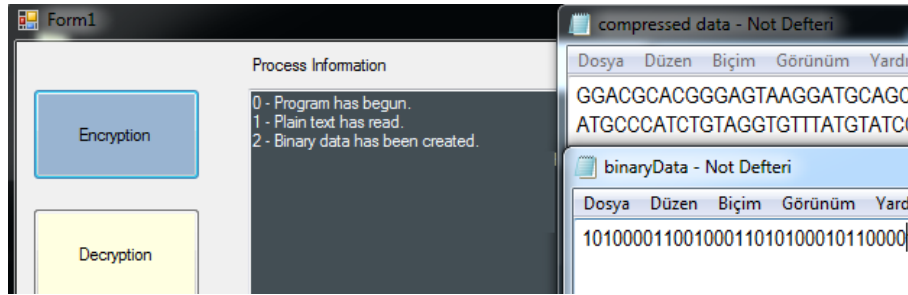 Form1
Process Information
Encryption
Decryption
0 - Program has begun.
1 - Plain text has read.
2 - Binary data has been created.
compressed data - Not Defteri
Dosya Düzen Biçim Görünüm
GGACGCACGGGAGTAAGGATGCAGC
ATGCCCATCTGTAGGTGTTTATGTATC
binaryData - Not Defteri
Dosya Düzen Biçim Görünüm
10100001100100011010100010110000